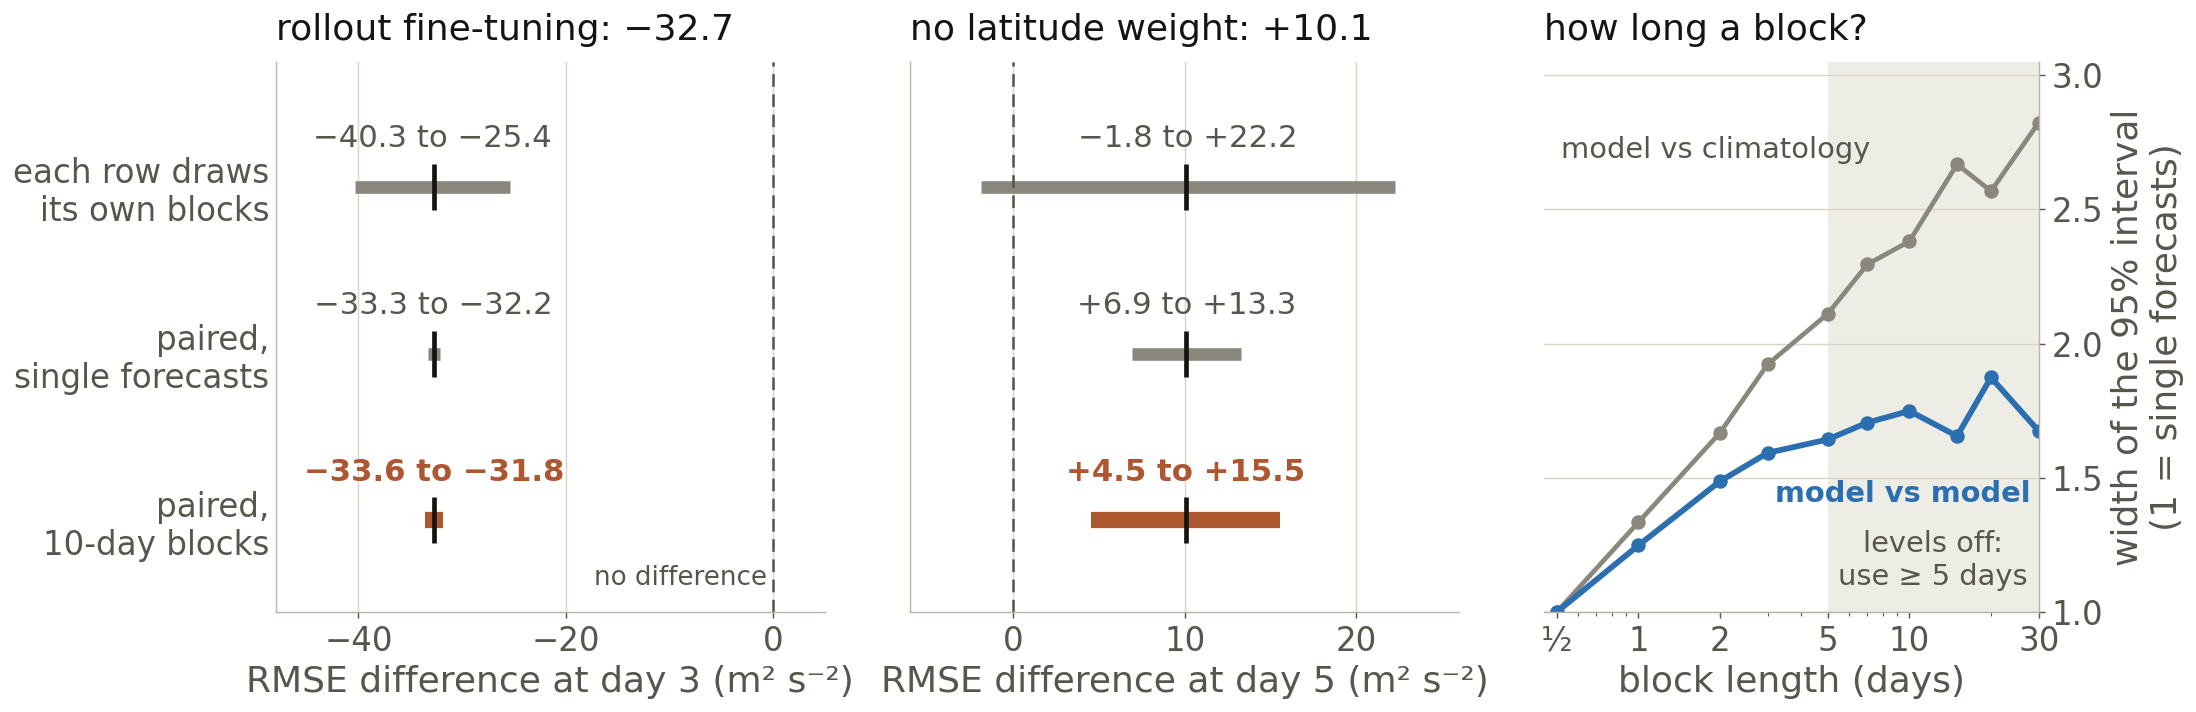 rollout fine-tuning: −32.7
each row draws
its own blocks
paired,
single forecasts
paired,
10-day blocks
−40.3 to −25.4
−33.3 to −32.2
−33.6 to −31.8
no difference
−40
−20
0
RMSE difference at day 3 (m² s⁻²)
no latitude weight: +10.1
−1.8 to +22.2
+6.9 to +13.3
+4.5 to +15.5
0
10
20
RMSE difference at day 5 (m² s⁻²)
how long a block?
model vs climatology
model vs model
levels off:
use ≥ 5 days
3.0
2.5
2.0
1.5
1.0
width of the 95% interval
(1 = single forecasts)
½
1
2
5
10
30
block length (days)